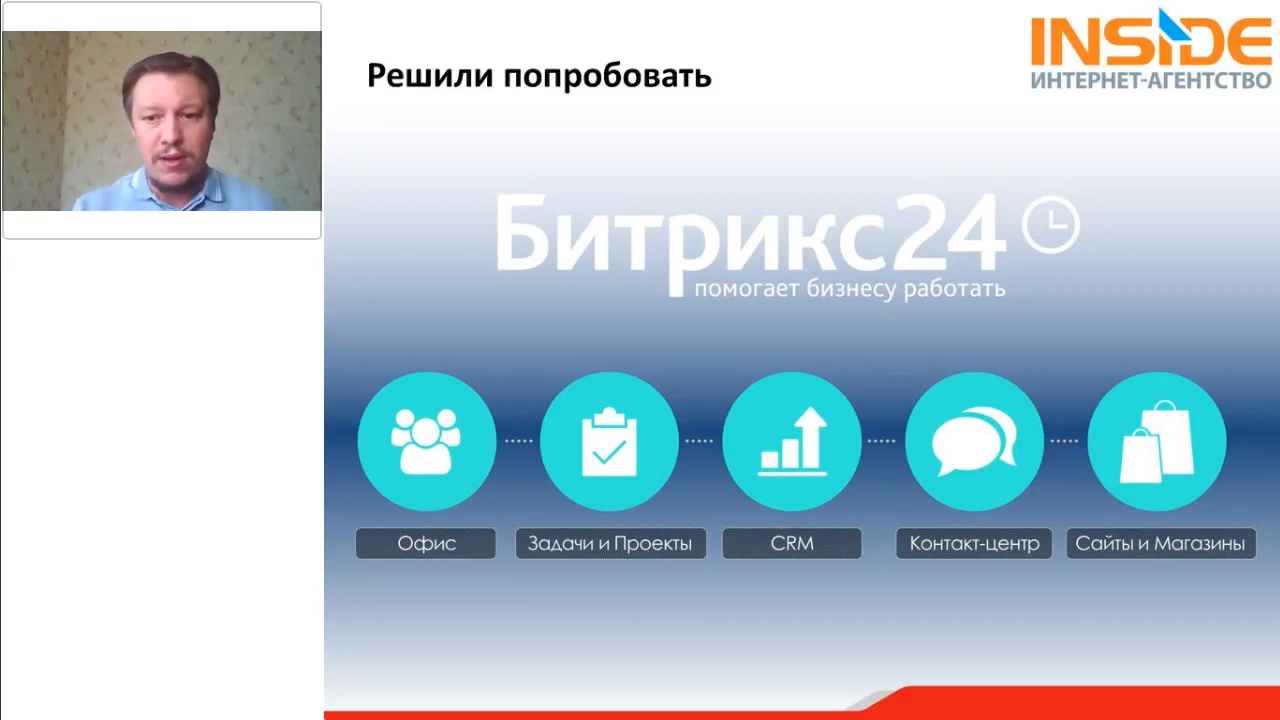 Решили попробовать
INSIDE
ИНТЕРНЕТ-АГЕНТСТВО
Битрикс24
помогает бизнесу работать
Офис
Задачи и Проекты
CRM
Контакт-центр
Сайты и Магазины